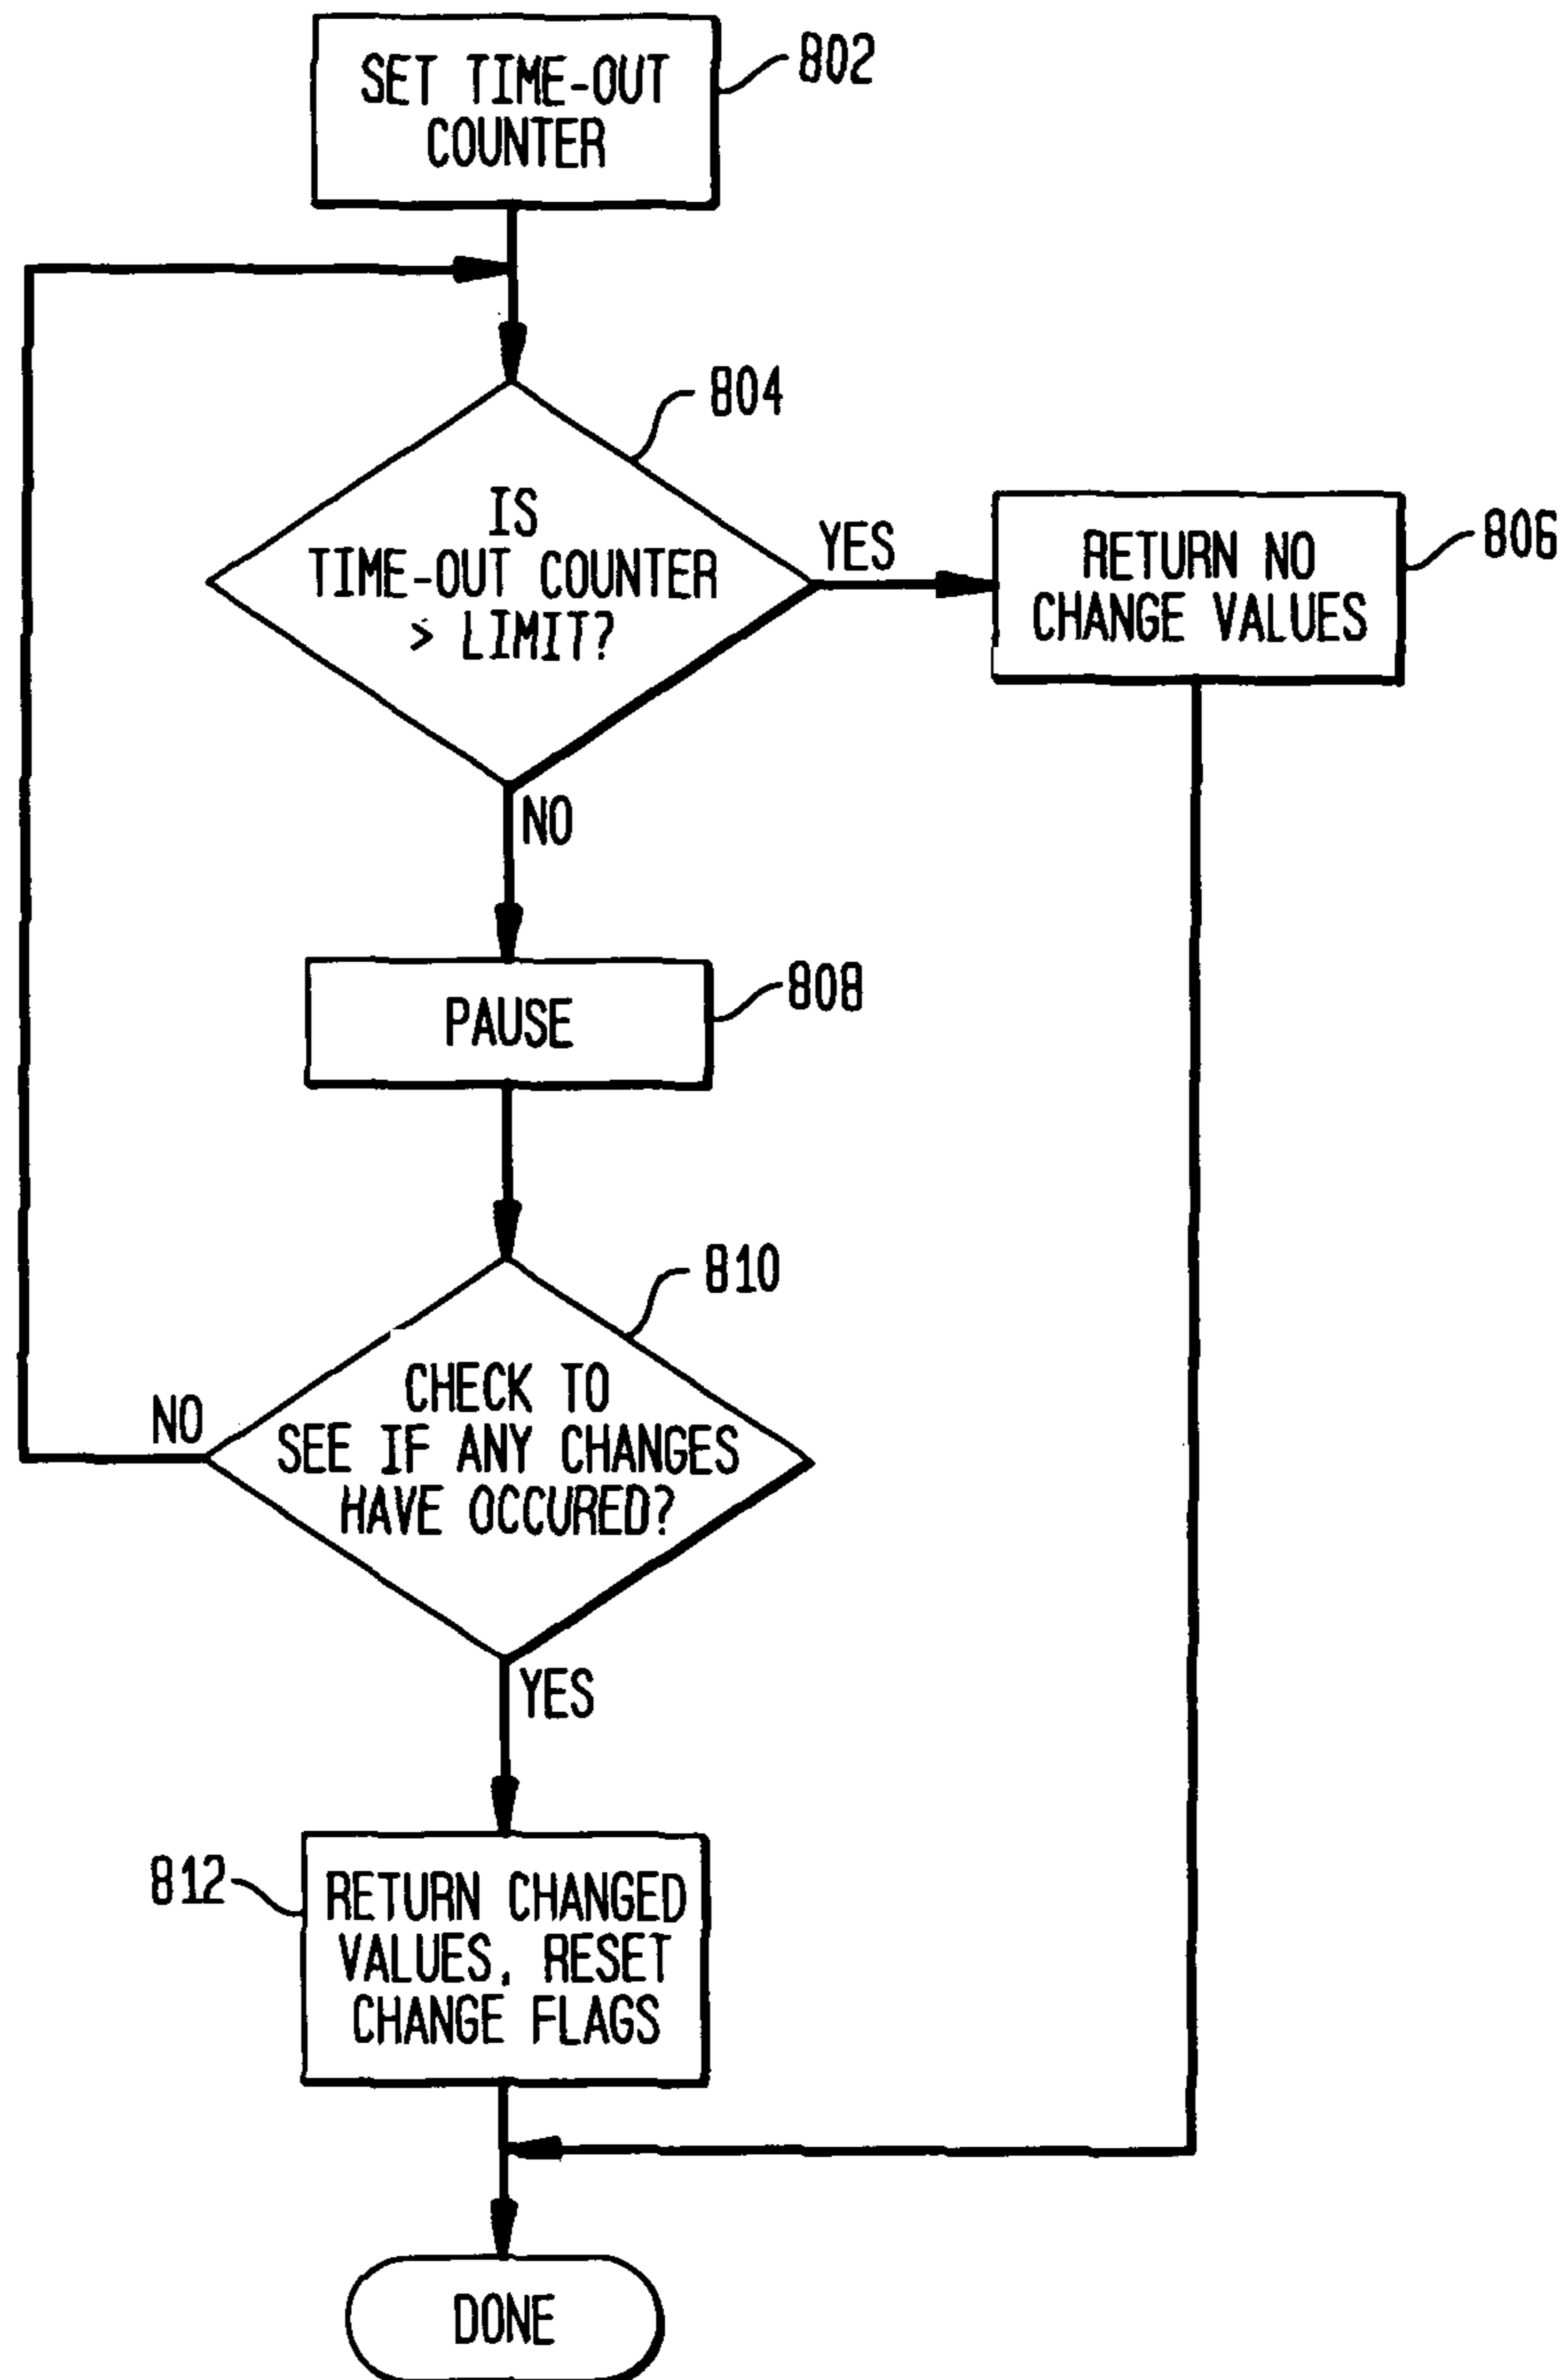 SET TIME-OUT
COUNTER
802
804
IS
TIME-OUT COUNTER
> LIMIT?
YES
RETURN NO
CHANGE VALUES
806
NO
PAUSE
808
810
CHECK TO
SEE IF ANY CHANGES
HAVE OCCURED?
NO
YES
812
RETURN CHANGED
VALUES, RESET
CHANGE FLAGS
DONE